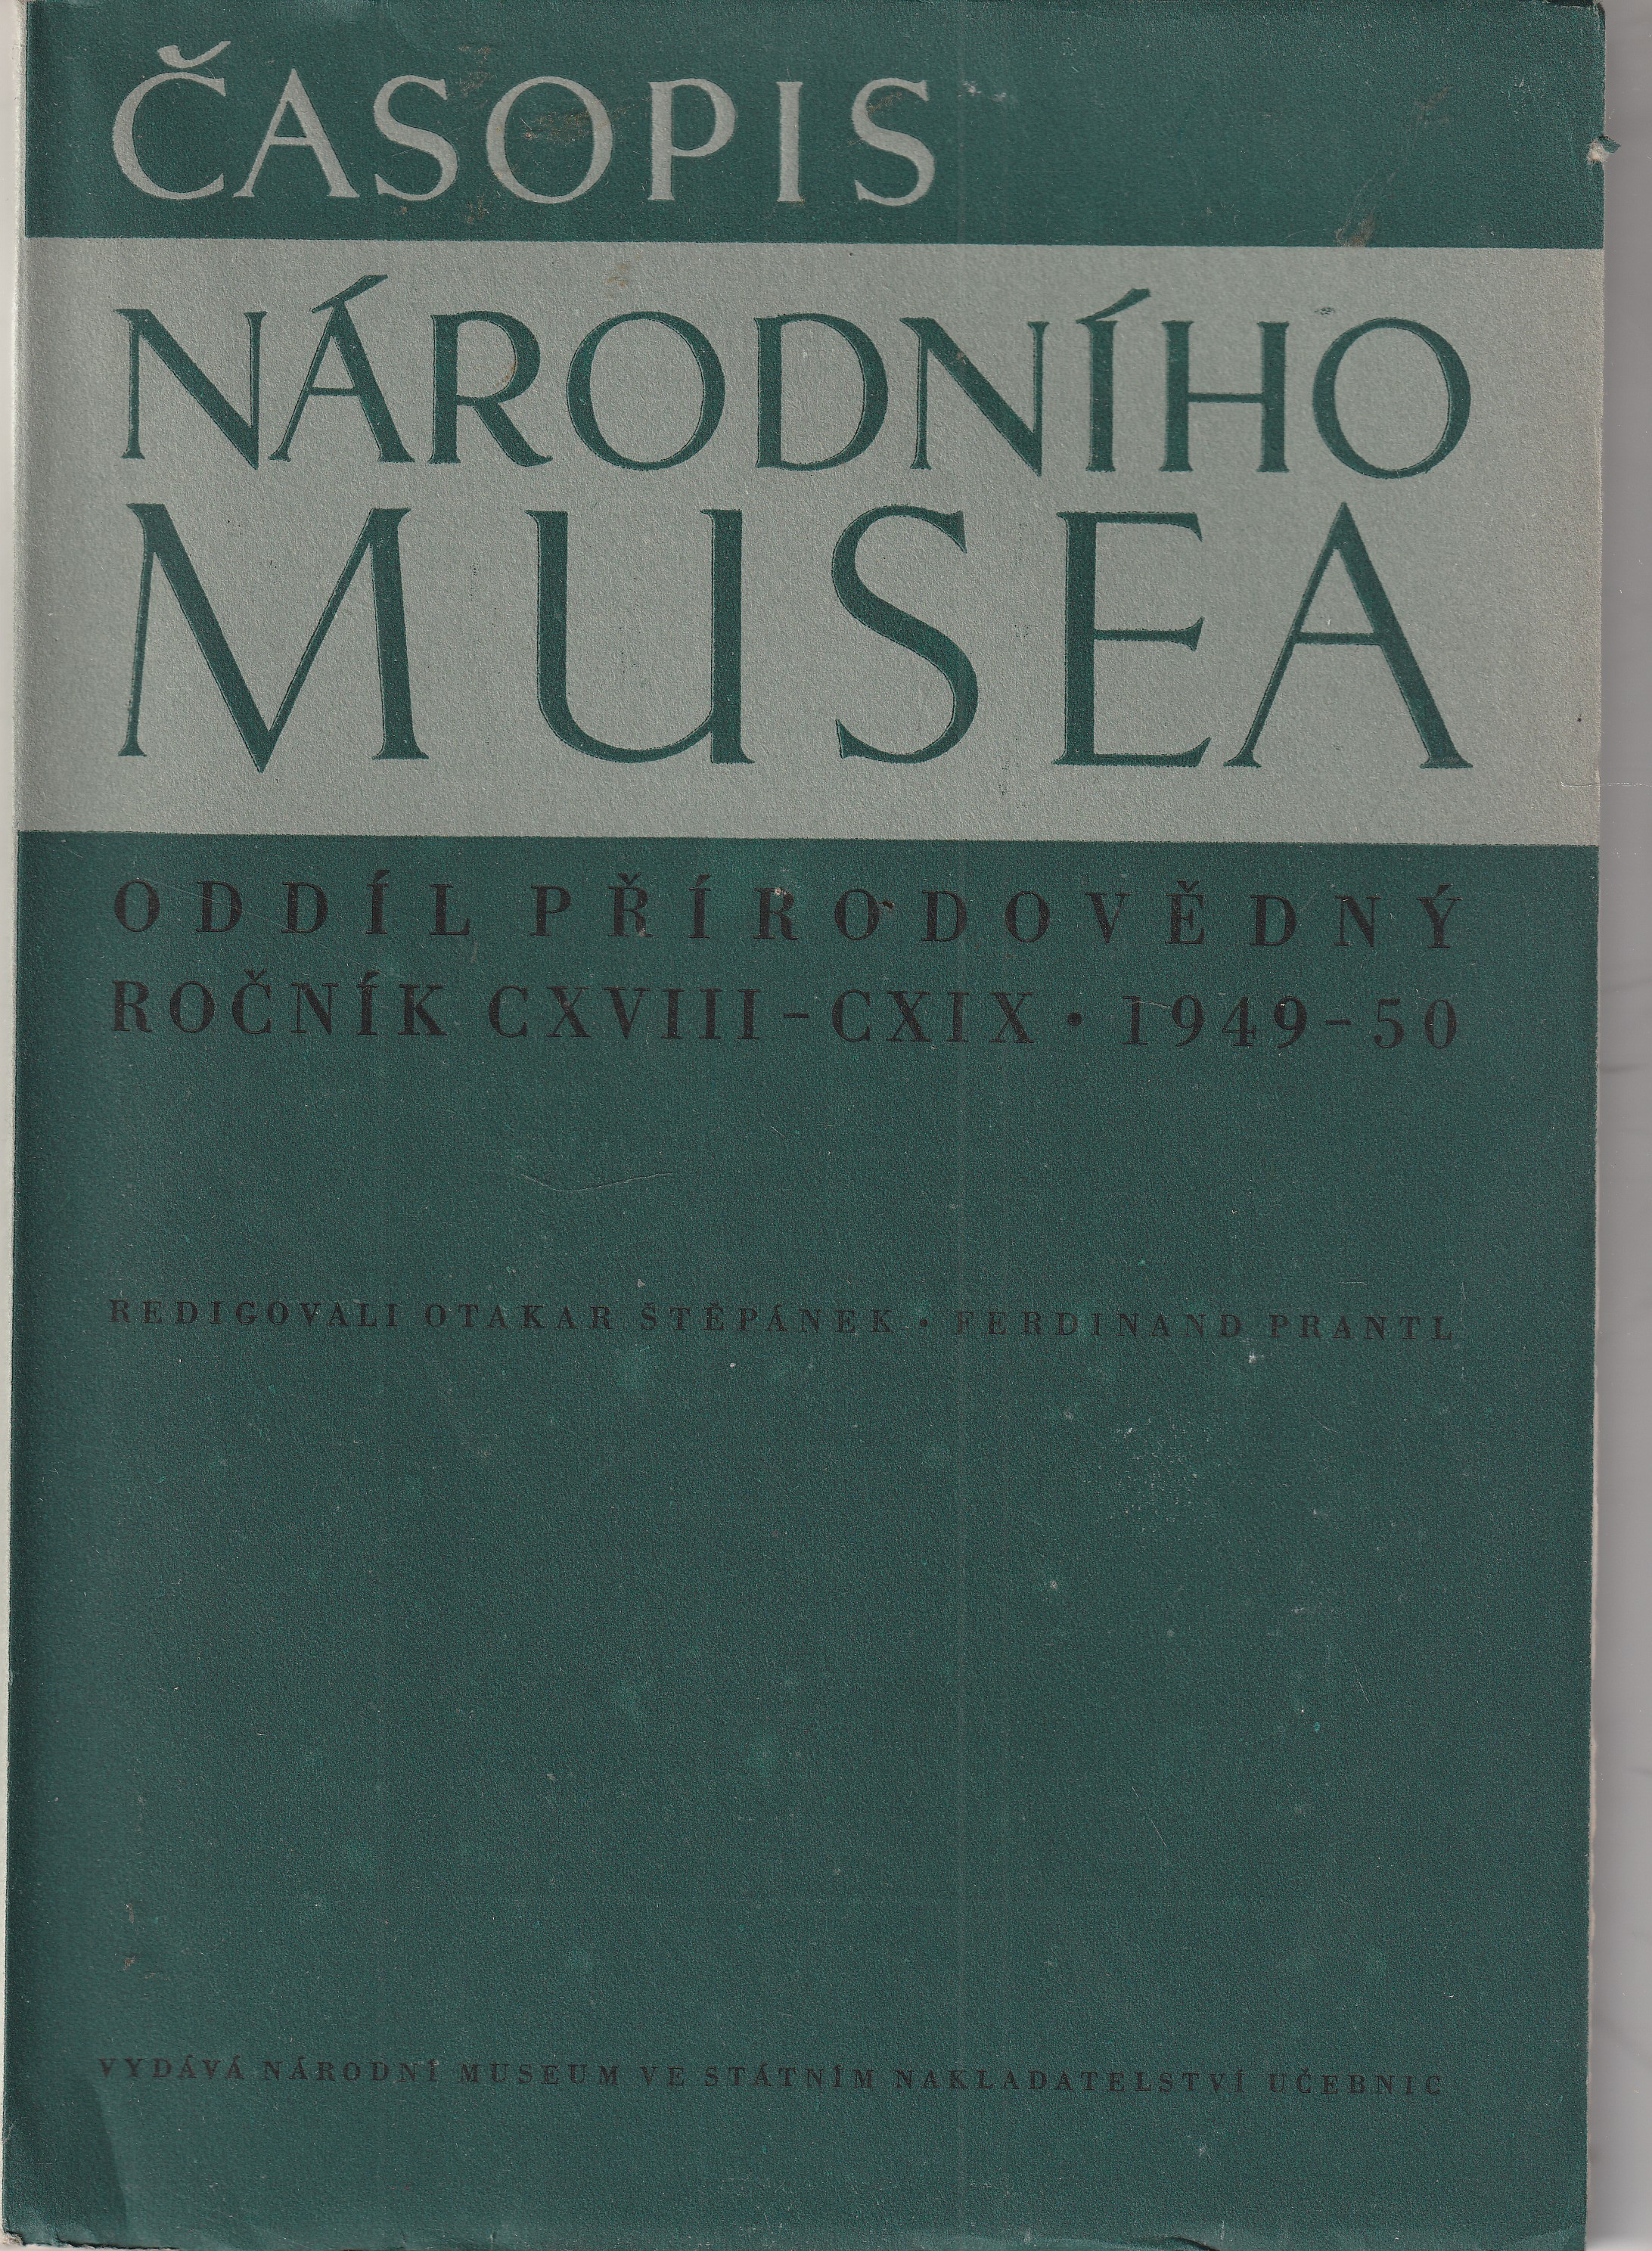 ČASOPIS
NÁRODNÍHO
MUSEA
ODDÍL PŘÍRODOVĚDNÝ
ROČNÍK CXVIII–CXIX • 1949–50
REDIGOVALI OTAKAR ŠTĚPÁNEK • FERDINAND PRANTL
VYDÁVÁ NÁRODNÍ MUSEUM VE STÁTNÍM NAKLADATELSTVÍ UČEBNIC